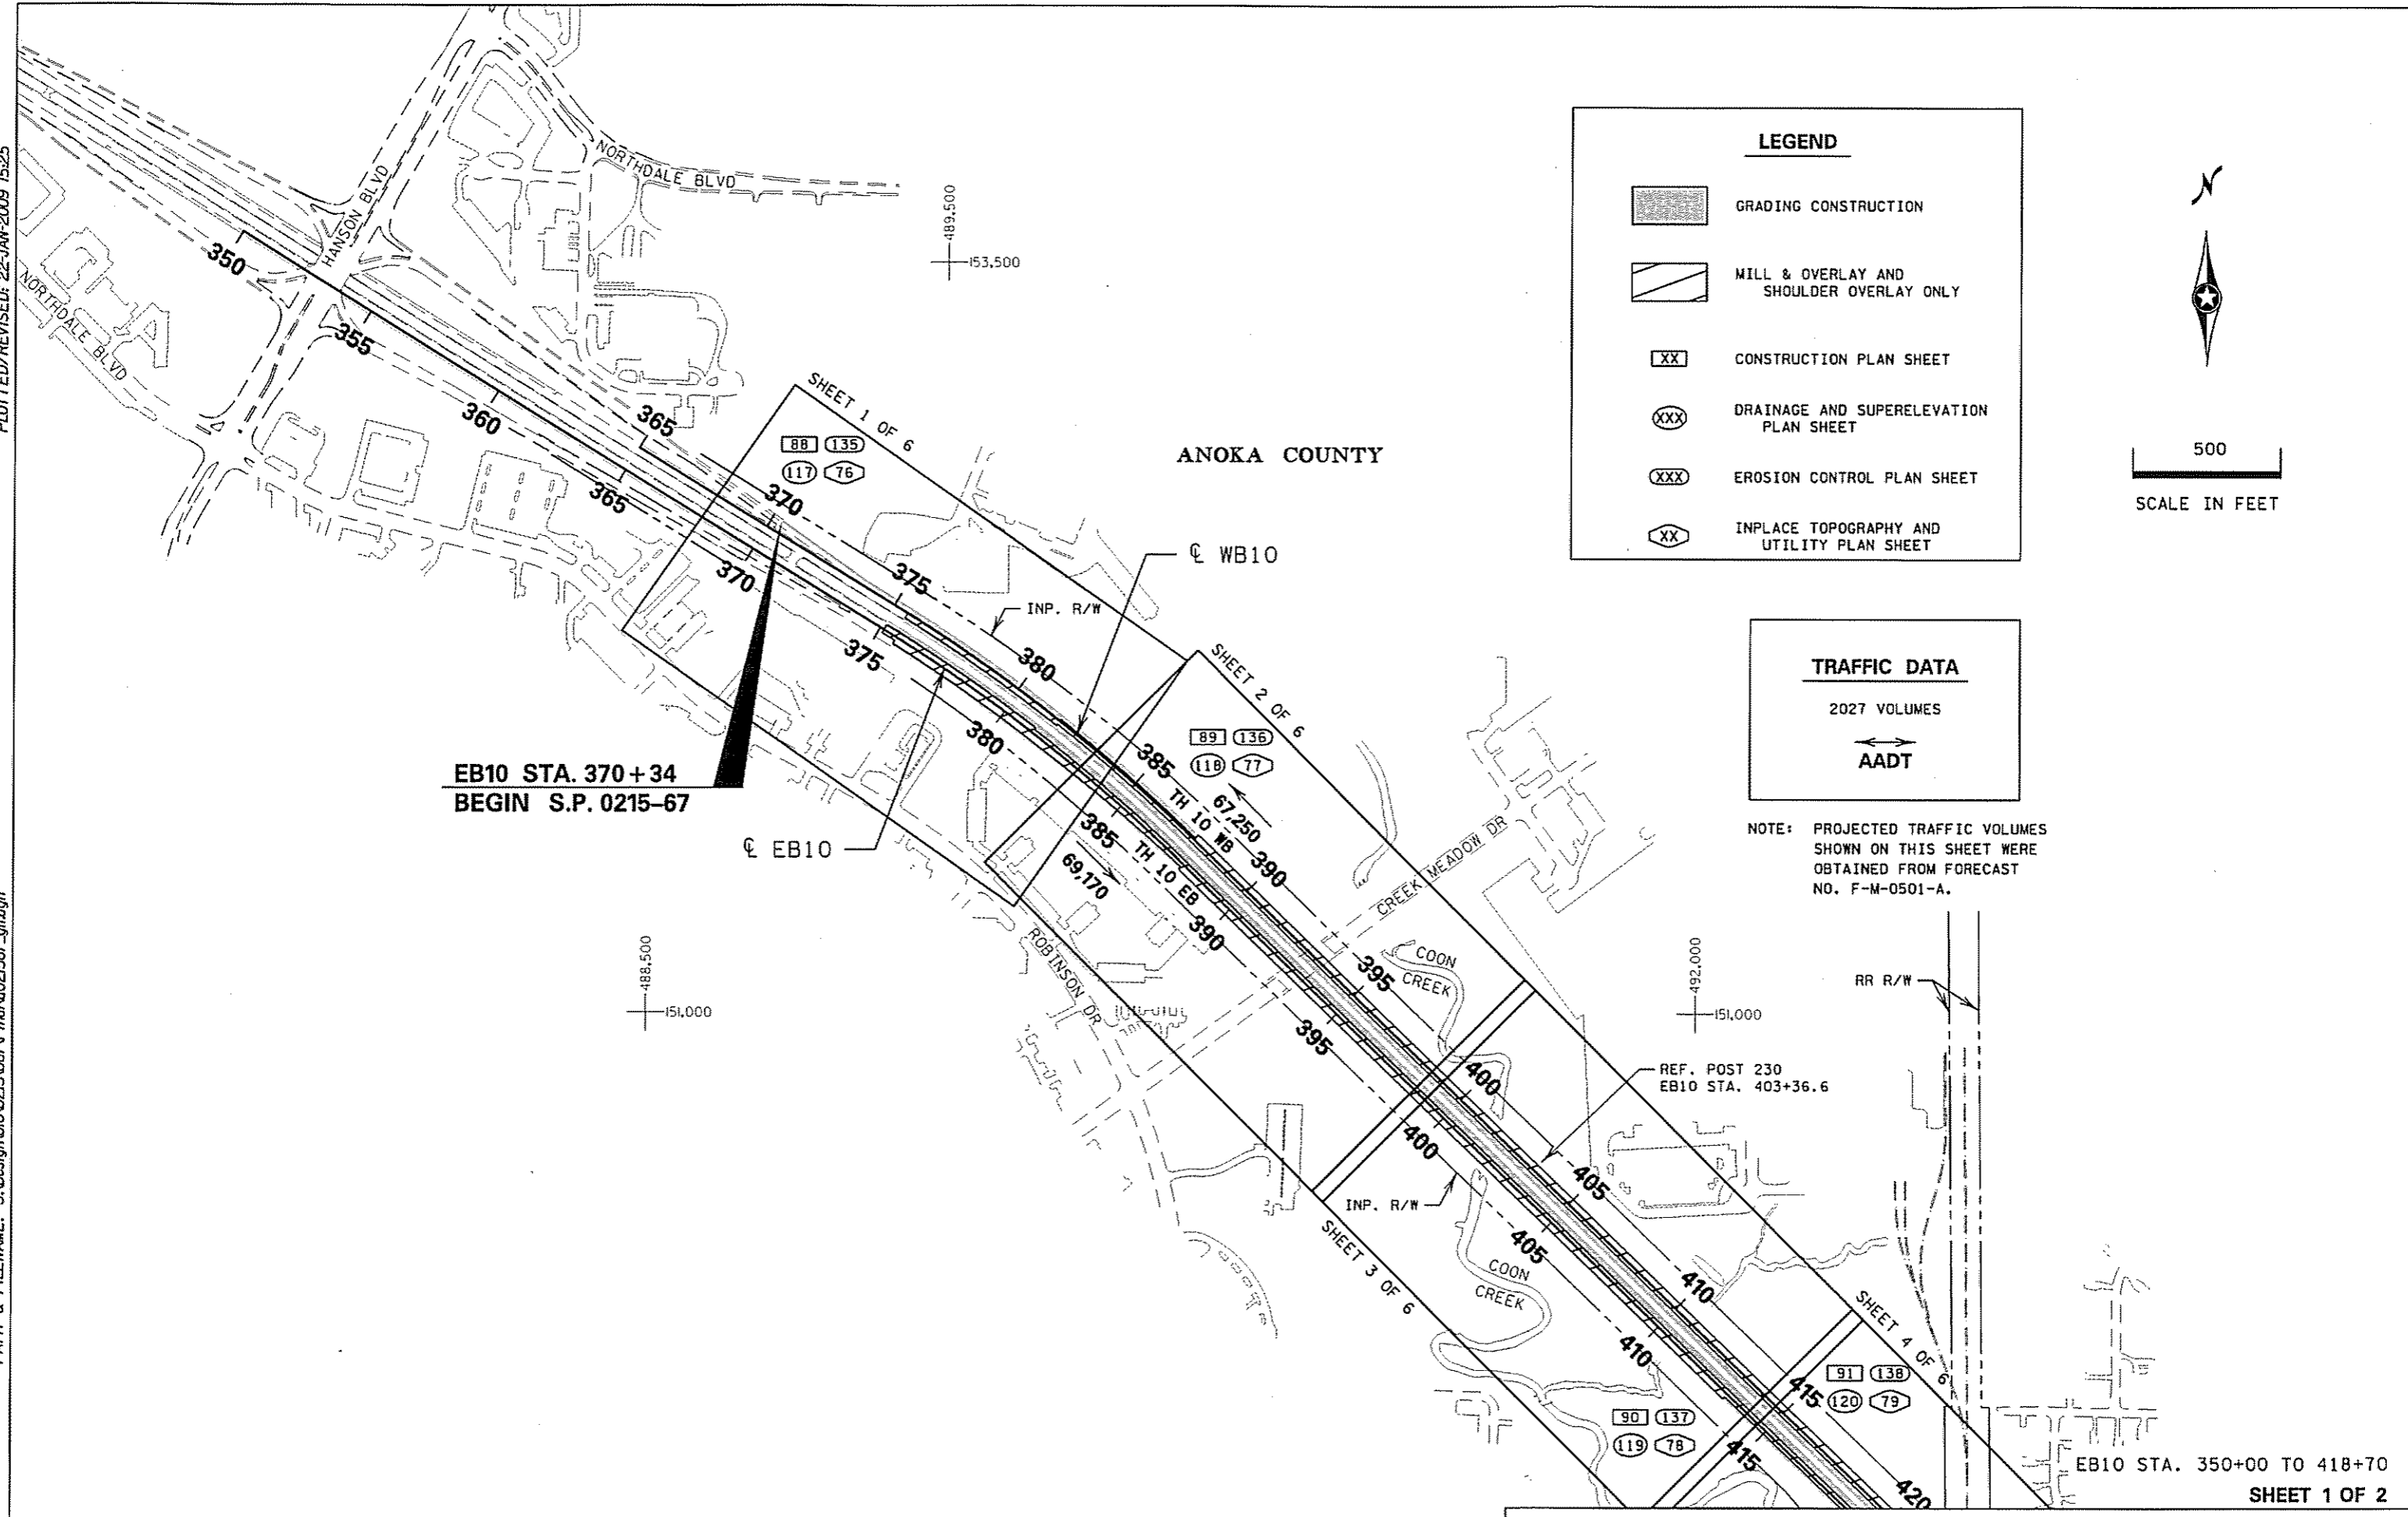 PLOTTED/REVISED: 22-JAN-2009 15:25
NORTHDALE BLVD
HANSON BLVD
NORTHDALE BLVD
489,500
153,500
350
355
360
365
365
370
370
375
375
380
380
385
385
390
390
395
395
400
400
405
405
410
410
415
415
420
SHEET 1 OF 6
88 135
117 76
ANOKA COUNTY
℄ WB10
INP. R/W
SHEET 2 OF 6
89 136
118 77
EB10 STA. 370+34
BEGIN S.P. 0215-67
℄ EB10
67,250
TH 10 WB
TH 10 EB
69,170
CREEK MEADOW DR
ROBINSON DR
COON
CREEK
488,500
151,000
492,000
151,000
RR R/W
REF. POST 230
EB10 STA. 403+36.6
INP. R/W
SHEET 3 OF 6
COON
CREEK
SHEET 4 OF 6
91 138
120 79
90 137
119 78
LEGEND
GRADING CONSTRUCTION
MILL & OVERLAY AND
SHOULDER OVERLAY ONLY
XX CONSTRUCTION PLAN SHEET
XXX DRAINAGE AND SUPERELEVATION
PLAN SHEET
XXX EROSION CONTROL PLAN SHEET
XX INPLACE TOPOGRAPHY AND
UTILITY PLAN SHEET
N
500
SCALE IN FEET
TRAFFIC DATA
2027 VOLUMES
AADT
NOTE: PROJECTED TRAFFIC VOLUMES
SHOWN ON THIS SHEET WERE
OBTAINED FROM FORECAST
NO. F-M-0501-A.
EB10 STA. 350+00 TO 418+70
SHEET 1 OF 2